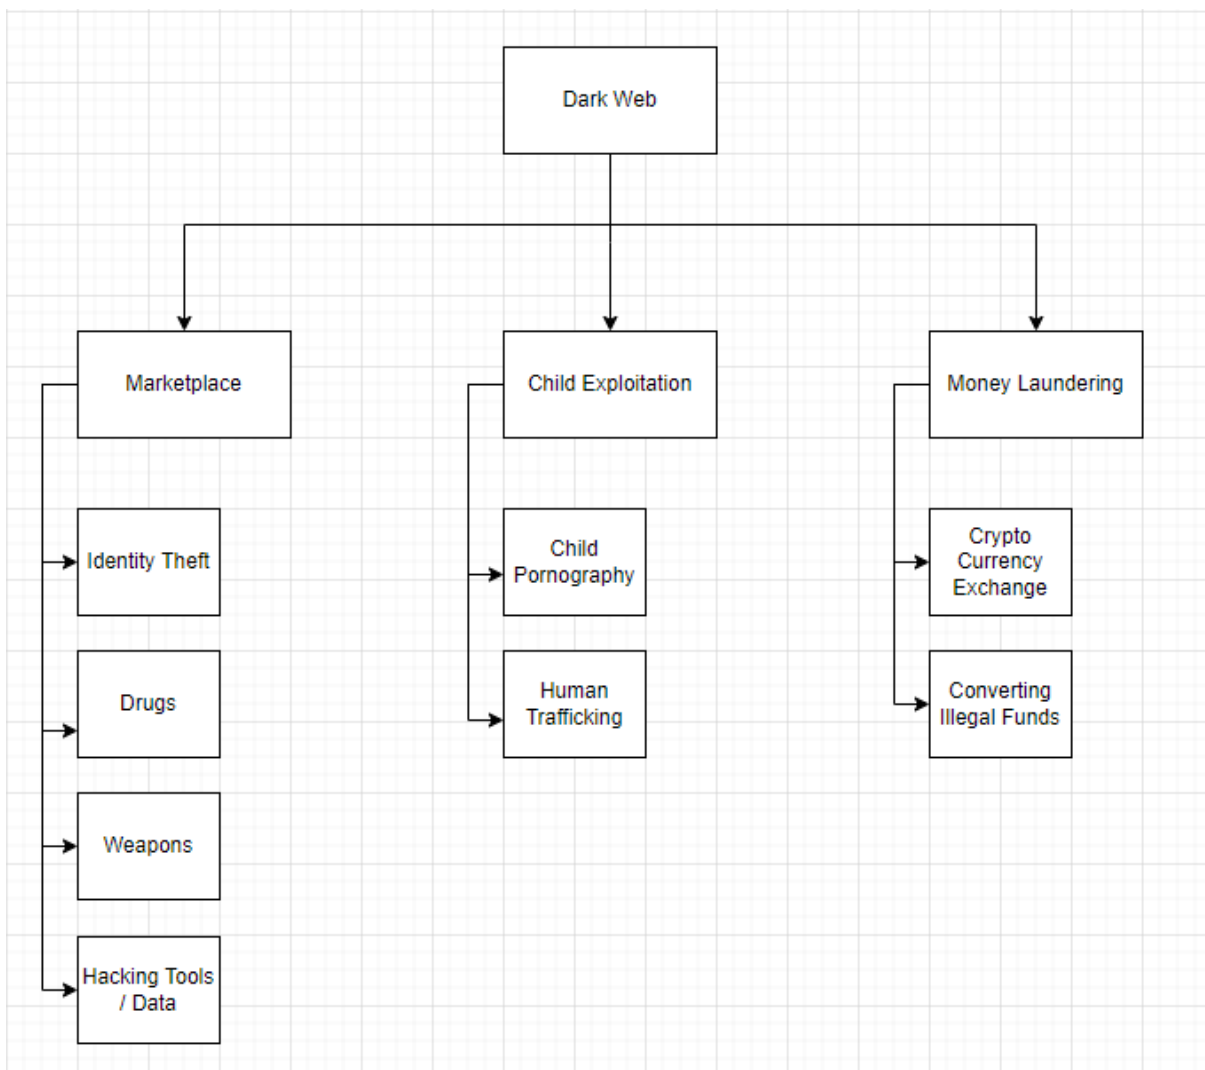 Dark Web
Marketplace
Child Exploitation
Money Laundering
Identity Theft
Child
Pornography
Crypto
Currency
Exchange
Drugs
Human
Trafficking
Converting
Illegal Funds
Weapons
Hacking Tools
/ Data